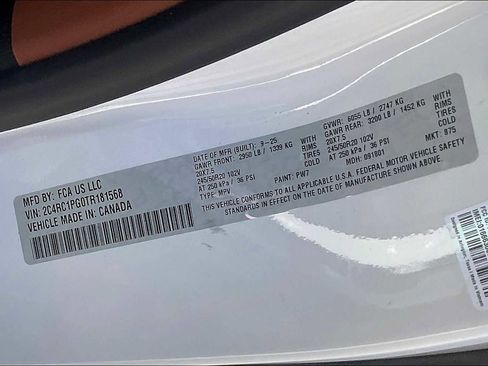 MFD BY: FCA US LLC
VIN: 2C4RC1PG0TR181558
VEHICLE MADE IN: CANADA
DATE OF MFR (BUILT): 9-25
GAWR FRONT: 2950 LB / 1339 KG WITH
20X7.5 RIMS
245/50R20 102V TIRES
AT 250 KPA / 36 PSI COLD
TYPE: MPV PAINT: PW7
GVWR: 6055 LB / 2747 KG
GAWR REAR: 3200 LB / 1452 KG WITH
20X7.5 RIMS
245/50R20 102V TIRES
AT 250 KPA / 36 PSI COLD
MDH: 091801 MKT: 875
THIS VEHICLE CONFORMS TO ALL APPLICABLE U.S.A. FEDERAL MOTOR VEHICLE SAFETY
STANDARDS IN EFFECT ON THE DATE OF MANUFACTURE SHOWN ABOVE.